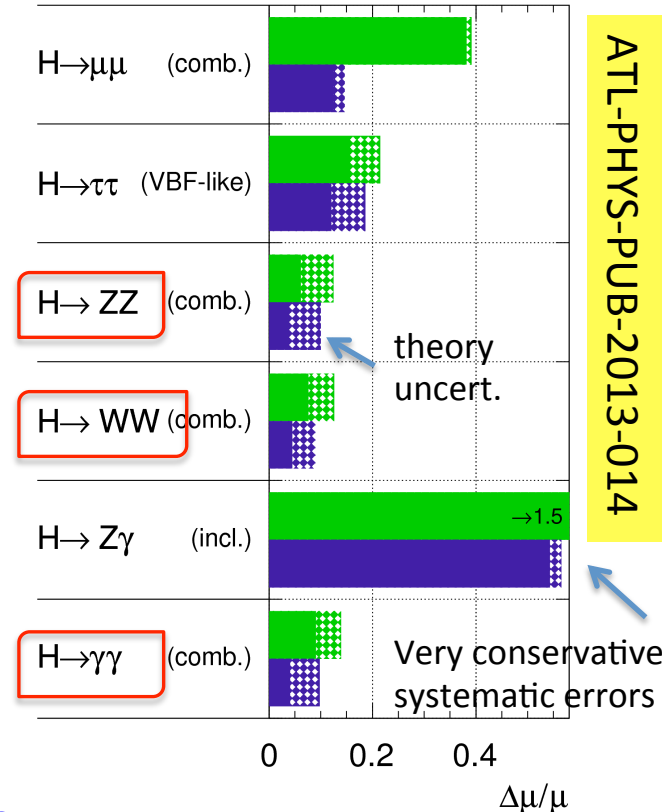 H→μμ (comb.)
H→ττ (VBF-like)
H→ ZZ (comb.)
theory
uncert.
H→ WW (comb.)
H→ Zγ (incl.)
→1.5
H→γγ (comb.)
Very conservative
systematic errors
0 0.2 0.4
Δμ/μ
ATL-PHYS-PUB-2013-014